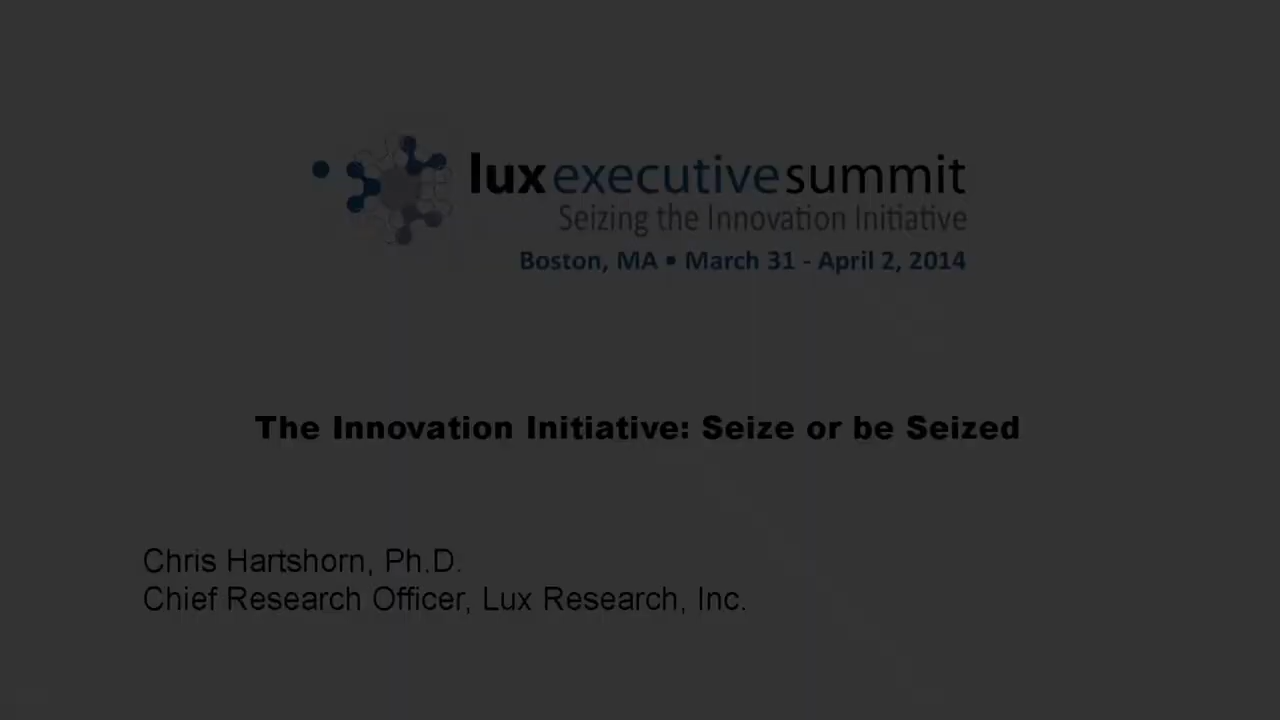 lux executive summit
Seizing the Innovation Initiative
Boston, MA • March 31 - April 2, 2014
The Innovation Initiative: Seize or be Seized
Chris Hartshorn, Ph.D.
Chief Research Officer, Lux Research, Inc.